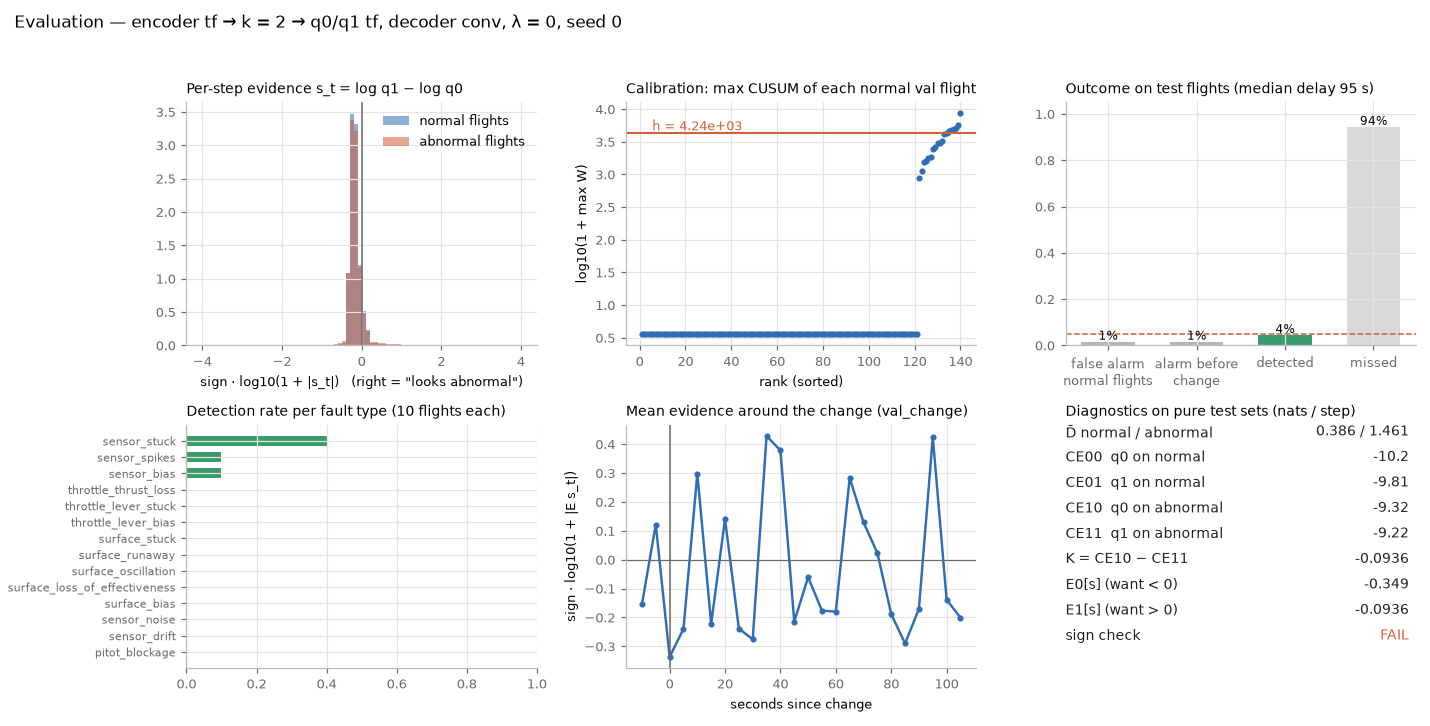 Evaluation — encoder tf → k = 2 → q0/q1 tf, decoder conv, λ = 0, seed 0
Per-step evidence s_t = log q1 − log q0
3.5
3.0
2.5
2.0
1.5
1.0
0.5
0.0
−4
−2
0
2
4
normal flights
abnormal flights
sign · log10(1 + |s_t|)   (right = "looks abnormal")
Calibration: max CUSUM of each normal val flight
log10(1 + max W)
4.0
3.5
3.0
2.5
2.0
1.5
1.0
0.5
h = 4.24e+03
0
20
40
60
80
100
120
140
rank (sorted)
Outcome on test flights (median delay 95 s)
1.0
0.8
0.6
0.4
0.2
0.0
1%
1%
4%
94%
false alarm
normal flights
alarm before
change
detected
missed
Detection rate per fault type (10 flights each)
sensor_stuck
sensor_spikes
sensor_bias
throttle_thrust_loss
throttle_lever_stuck
throttle_lever_bias
surface_stuck
surface_runaway
surface_oscillation
surface_loss_of_effectiveness
surface_bias
sensor_noise
sensor_drift
pitot_blockage
0.0
0.2
0.4
0.6
0.8
1.0
Mean evidence around the change (val_change)
sign · log10(1 + |E s_t|)
0.4
0.3
0.2
0.1
0.0
−0.1
−0.2
−0.3
0
20
40
60
80
100
seconds since change
Diagnostics on pure test sets (nats / step)
D̄ normal / abnormal 0.386 / 1.461
CE00  q0 on normal -10.2
CE01  q1 on normal -9.81
CE10  q0 on abnormal -9.32
CE11  q1 on abnormal -9.22
K = CE10 − CE11 -0.0936
E0[s] (want < 0) -0.349
E1[s] (want > 0) -0.0936
sign check FAIL